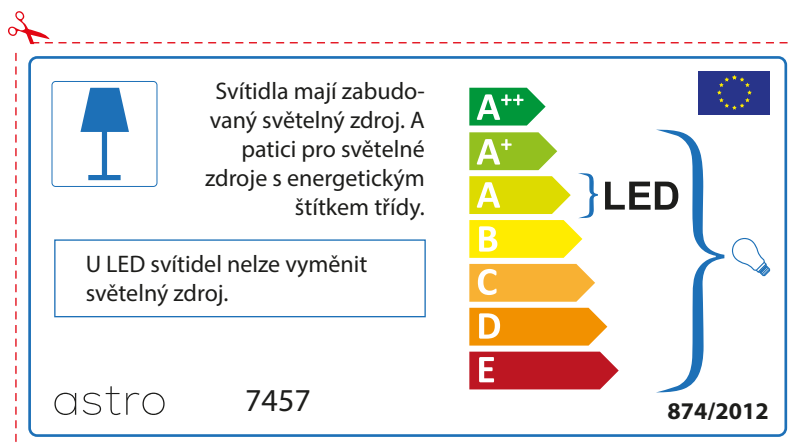 Svítidla mají zabudo-
vaný světelný zdroj. A
patici pro světelné
zdroje s energetickým
štítkem třídy.
U LED svítidel nelze vyměnit
světelný zdroj.
A++
A+
A
B
C
D
E
LED
astro
7457
874/2012